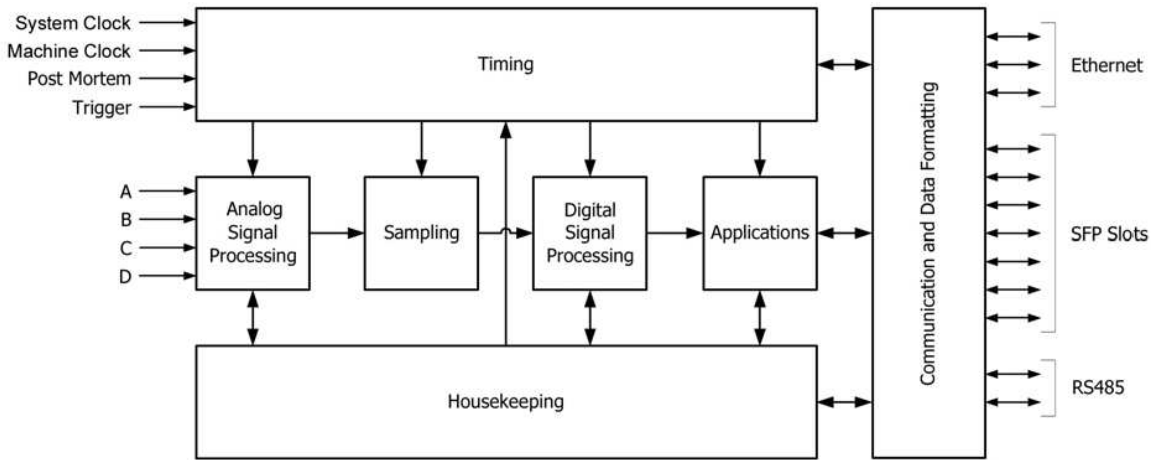 System Clock
Machine Clock
Post Mortem
Trigger
Timing
Ethernet
A
B
C
D
Analog
Signal
Processing
Sampling
Digital
Signal
Processing
Applications
Communication and Data Formatting
SFP Slots
Housekeeping
RS485